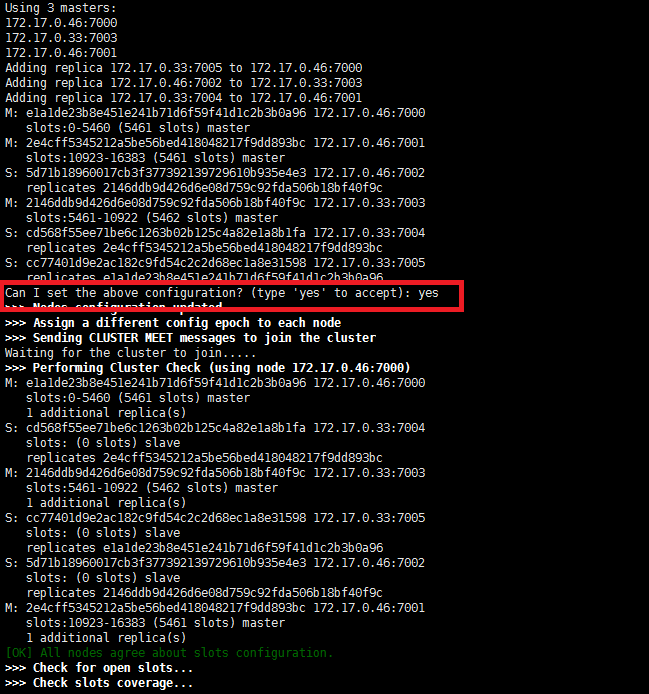 Using 3 masters:
172.17.0.46:7000
172.17.0.33:7003
172.17.0.46:7001
Adding replica 172.17.0.33:7005 to 172.17.0.46:7000
Adding replica 172.17.0.46:7002 to 172.17.0.33:7003
Adding replica 172.17.0.33:7004 to 172.17.0.46:7001
M: e1a1de23b8e451e241b71d6f59f41d1c2b3b0a96 172.17.0.46:7000
   slots:0-5460 (5461 slots) master
M: 2e4cff5345212a5be56bed418048217f9dd893bc 172.17.0.46:7001
   slots:10923-16383 (5461 slots) master
S: 5d71b18960017cb3f377392139729610b935e4e3 172.17.0.46:7002
   replicates 2146ddb9d426d6e08d759c92fda506b18bf40f9c
M: 2146ddb9d426d6e08d759c92fda506b18bf40f9c 172.17.0.33:7003
   slots:5461-10922 (5462 slots) master
S: cd568f55ee71be6c1263b02b125c4a82e1a8b1fa 172.17.0.33:7004
   replicates 2e4cff5345212a5be56bed418048217f9dd893bc
S: cc77401d9e2ac182c9fd54c2c2d68ec1a8e31598 172.17.0.33:7005
   replicates e1a1de23b8e451e241b71d6f59f41d1c2b3b0a96
Can I set the above configuration? (type 'yes' to accept): yes
>>> Nodes configuration updated
>>> Assign a different config epoch to each node
>>> Sending CLUSTER MEET messages to join the cluster
Waiting for the cluster to join.....
>>> Performing Cluster Check (using node 172.17.0.46:7000)
M: e1a1de23b8e451e241b71d6f59f41d1c2b3b0a96 172.17.0.46:7000
   slots:0-5460 (5461 slots) master
   1 additional replica(s)
S: cd568f55ee71be6c1263b02b125c4a82e1a8b1fa 172.17.0.33:7004
   slots: (0 slots) slave
   replicates 2e4cff5345212a5be56bed418048217f9dd893bc
M: 2146ddb9d426d6e08d759c92fda506b18bf40f9c 172.17.0.33:7003
   slots:5461-10922 (5462 slots) master
   1 additional replica(s)
S: cc77401d9e2ac182c9fd54c2c2d68ec1a8e31598 172.17.0.33:7005
   slots: (0 slots) slave
   replicates e1a1de23b8e451e241b71d6f59f41d1c2b3b0a96
S: 5d71b18960017cb3f377392139729610b935e4e3 172.17.0.46:7002
   slots: (0 slots) slave
   replicates 2146ddb9d426d6e08d759c92fda506b18bf40f9c
M: 2e4cff5345212a5be56bed418048217f9dd893bc 172.17.0.46:7001
   slots:10923-16383 (5461 slots) master
   1 additional replica(s)
[OK] All nodes agree about slots configuration.
>>> Check for open slots...
>>> Check slots coverage...